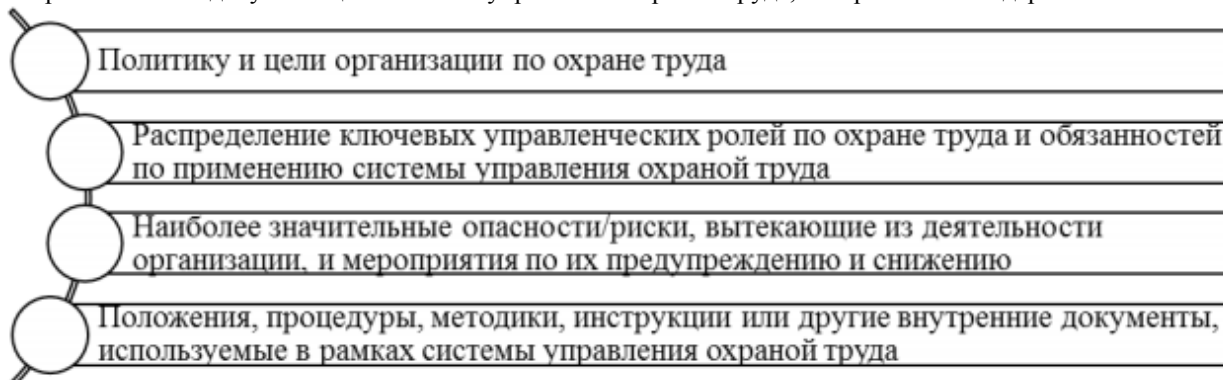 Политику и цели организации по охране труда
Распределение ключевых управленческих ролей по охране труда и обязанностей
по применению системы управления охраной труда
Наиболее значительные опасности/риски, вытекающие из деятельности
организации, и мероприятия по их предупреждению и снижению
Положения, процедуры, методики, инструкции или другие внутренние документы,
используемые в рамках системы управления охраной труда